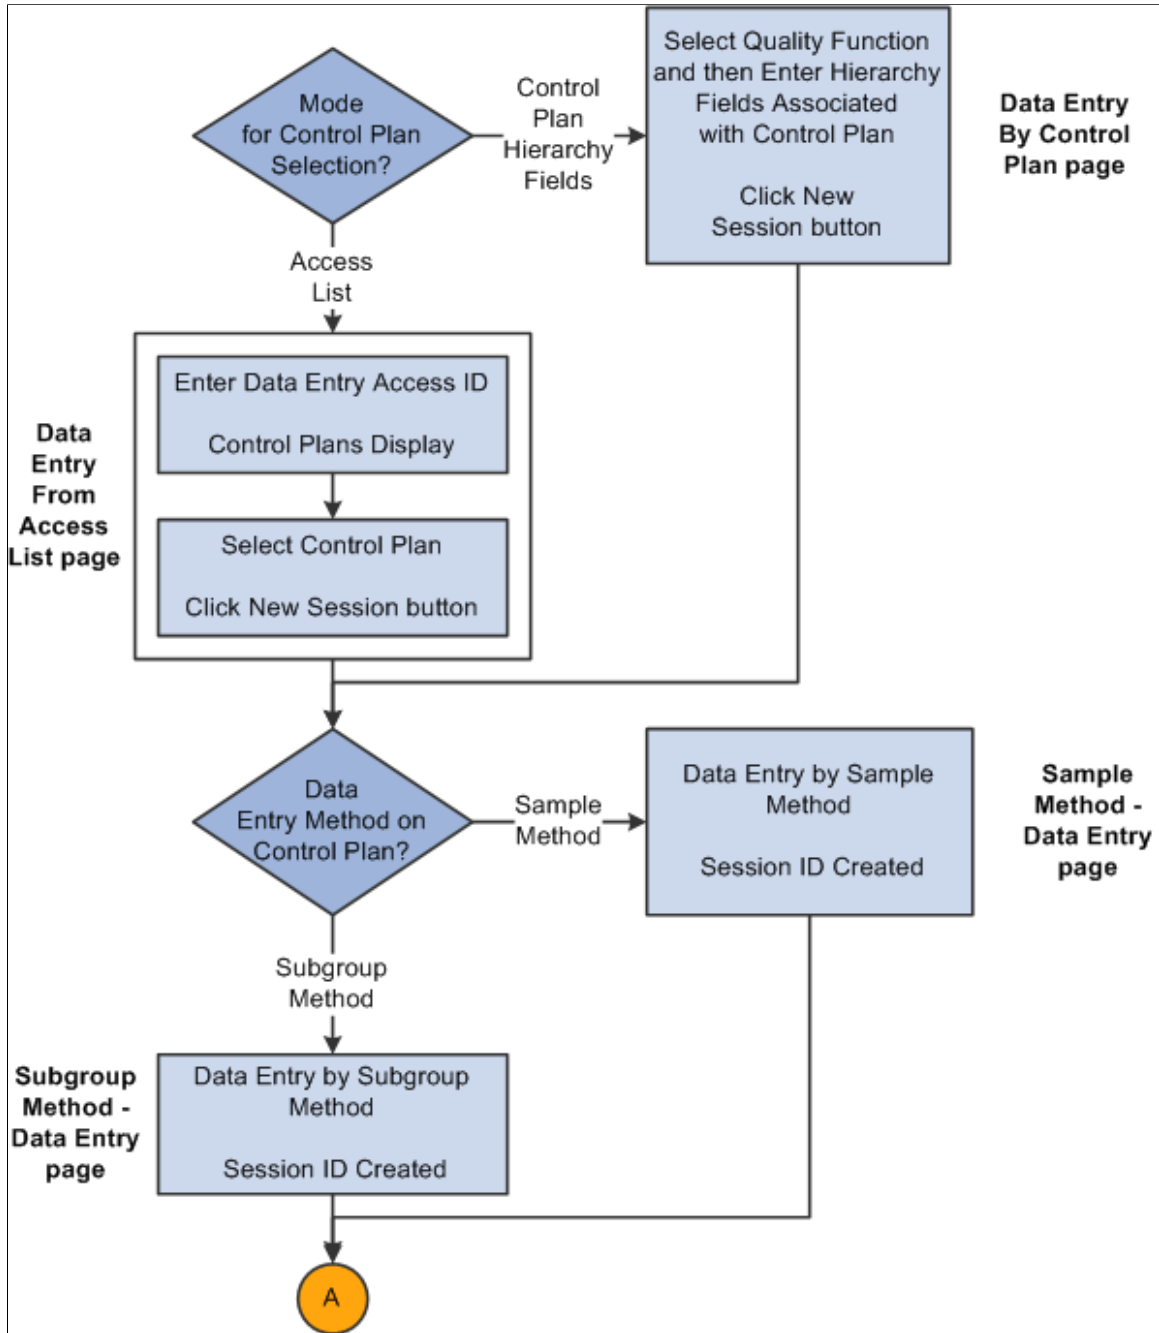 Mode
for Control Plan
Selection?
Control
Plan
Hierarchy
Fields
Select Quality Function
and then Enter Hierarchy
Fields Associated
with Control Plan
Click New
Session button
Data Entry
By Control
Plan page
Access
List
Data
Entry
From
Access
List page
Enter Data Entry Access ID
Control Plans Display
Select Control Plan
Click New Session button
Data
Entry Method on
Control Plan?
Sample
Method
Data Entry by Sample
Method
Session ID Created
Sample
Method -
Data Entry
page
Subgroup
Method
Subgroup
Method -
Data Entry
page
Data Entry by Subgroup
Method
Session ID Created
A